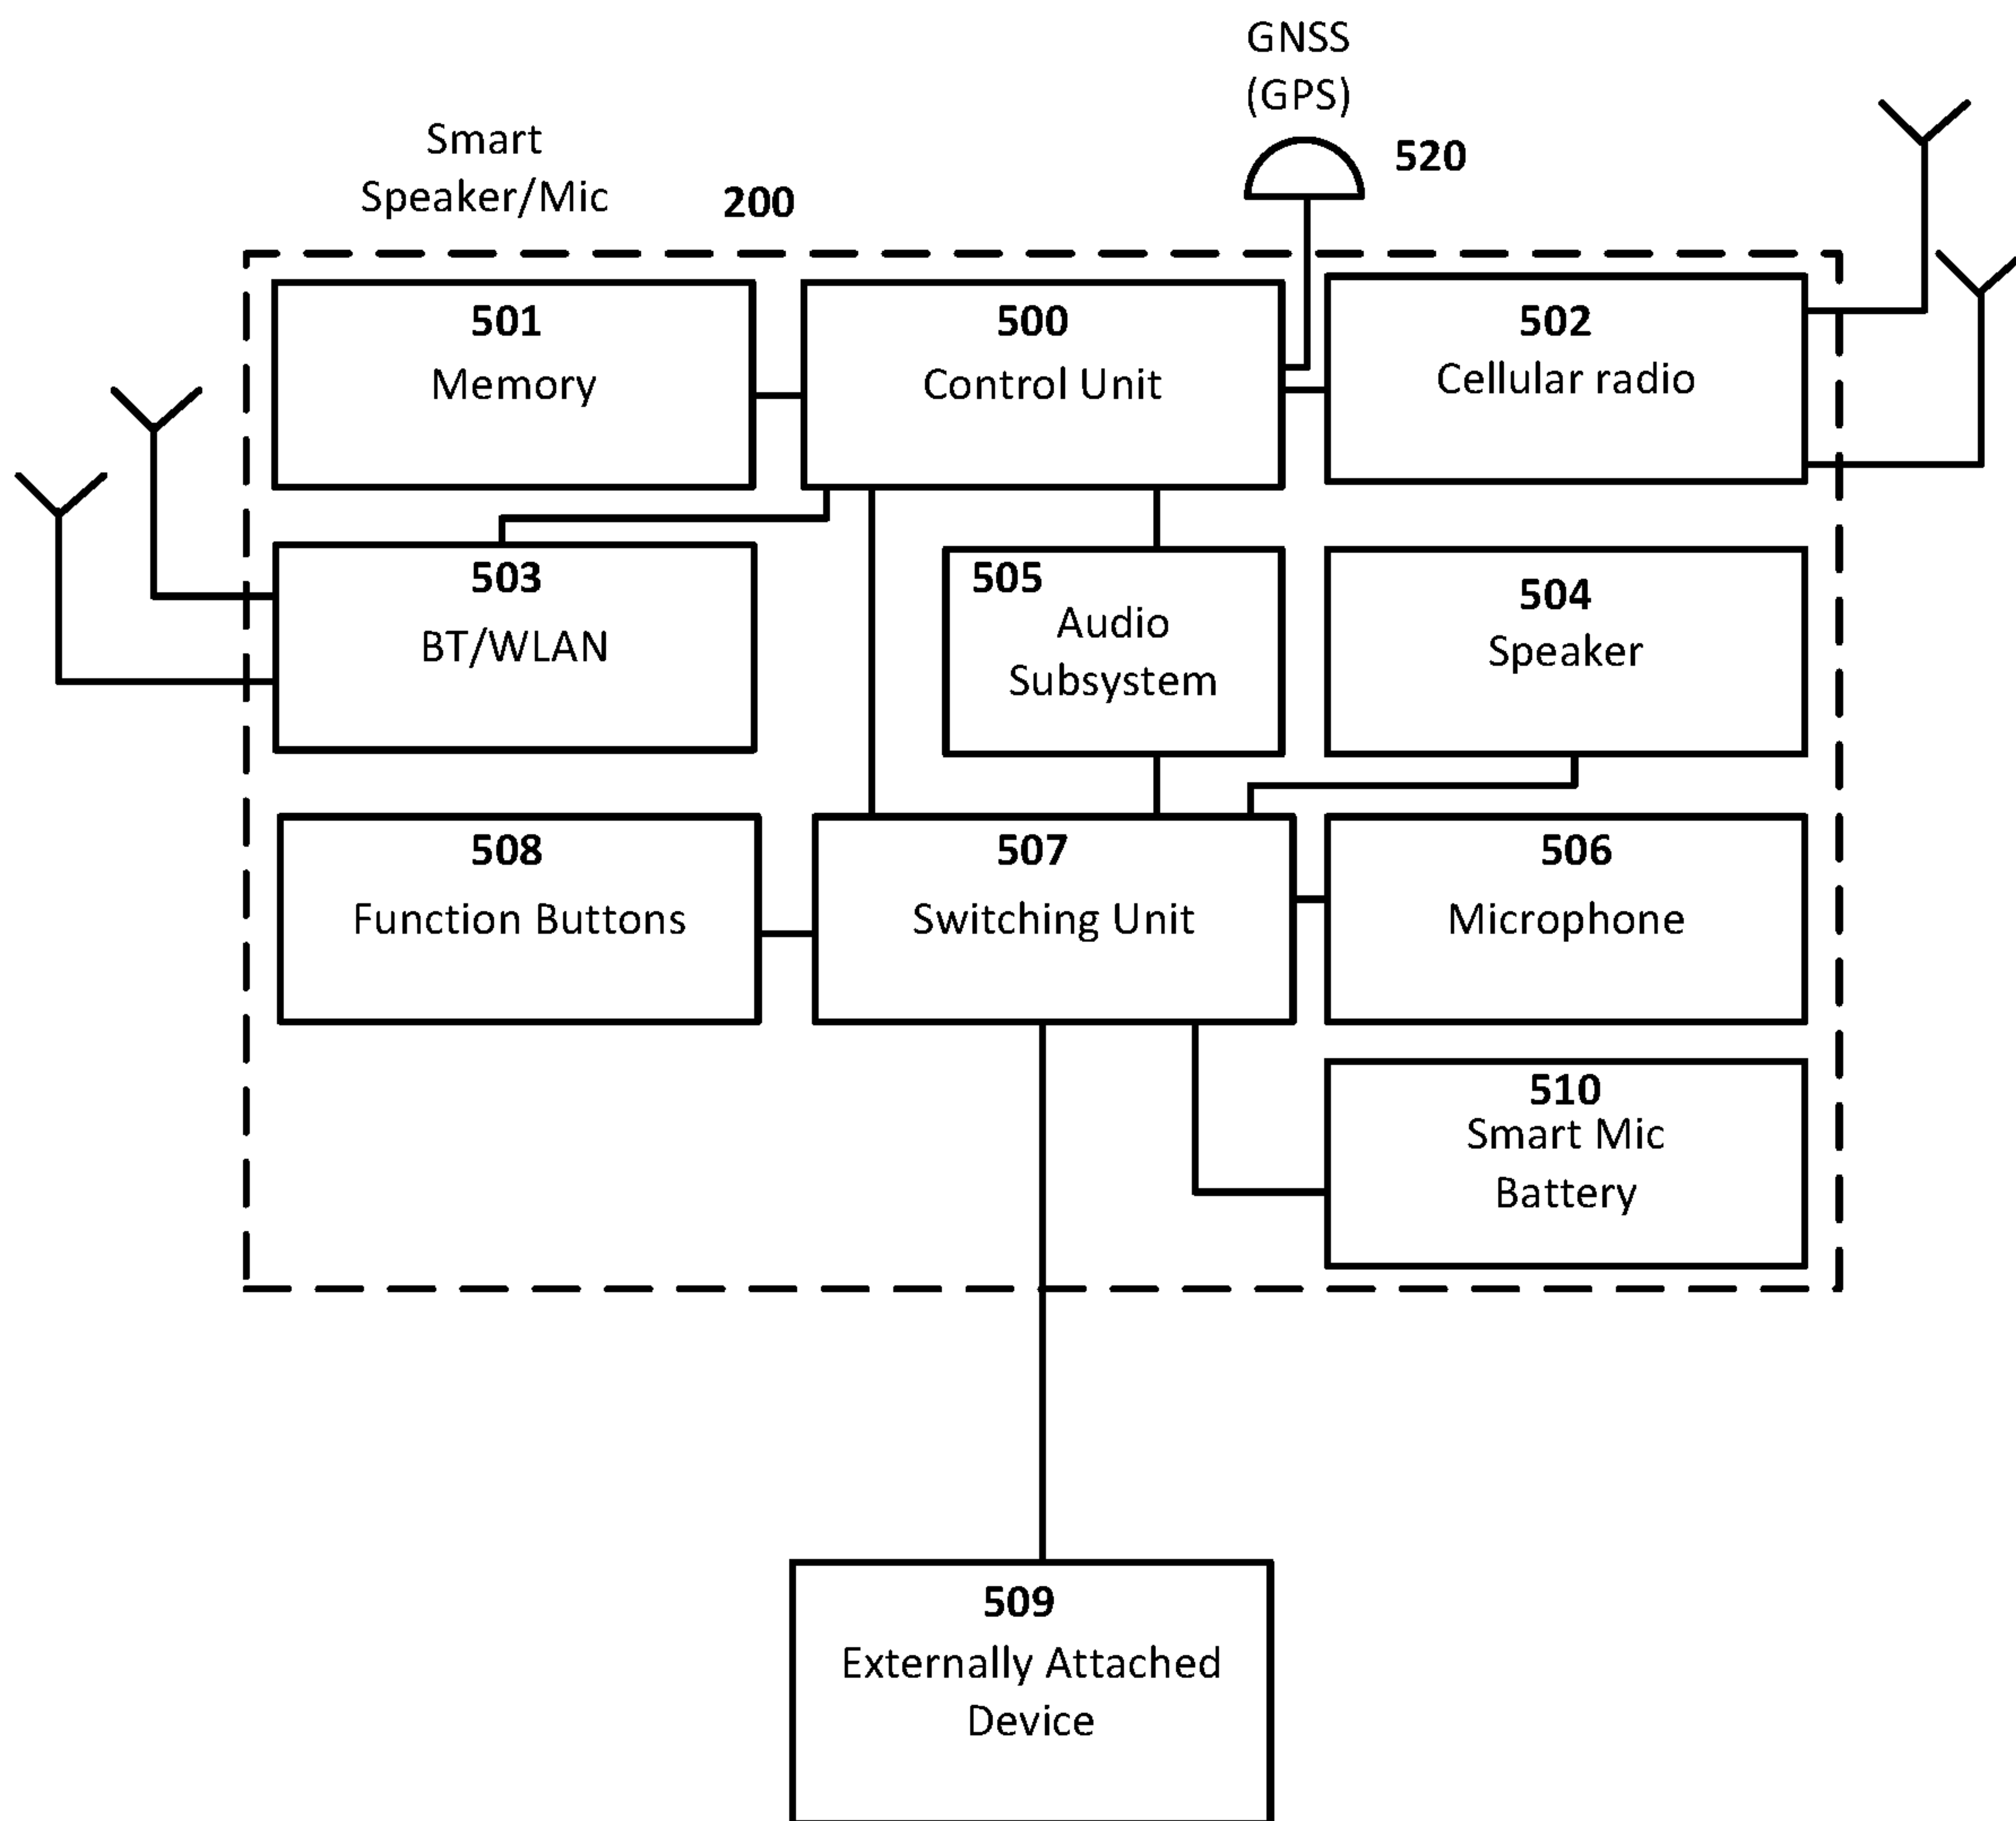 GNSS
(GPS)
520
Smart
Speaker/Mic
200
501
Memory
500
Control Unit
502
Cellular radio
503
BT/WLAN
505
Audio
Subsystem
504
Speaker
508
Function Buttons
507
Switching Unit
506
Microphone
510
Smart Mic
Battery
509
Externally Attached
Device